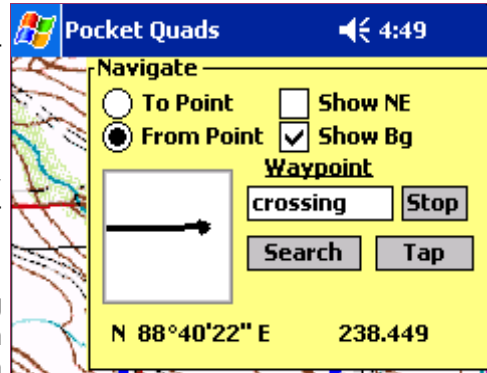 Pocket Quads 4:49
Navigate
To Point Show NE
From Point Show Bg
Waypoint
crossing Stop
Search Tap
N 88°40'22" E 238.449